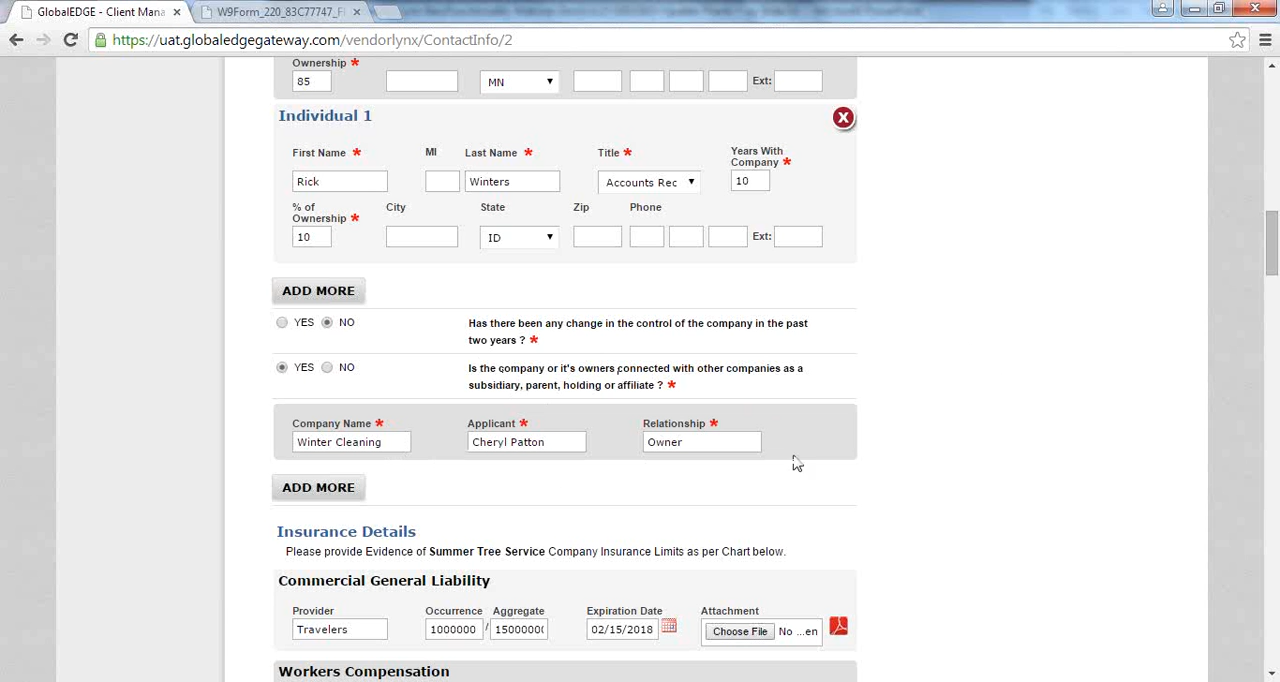 GlobalEDGE - Client Mana
W9Form_220_83C77747_Fi
https://uat.globaledgegateway.com/vendorlynx/ContactInfo/2
Ownership *
85 MN Ext:
Individual 1
X
First Name * MI Last Name * Title * Years With Company *
Rick Winters Accounts Rec 10
% of Ownership * City State Zip Phone
10 ID Ext:
ADD MORE
YES NO Has there been any change in the control of the company in the past
two years ? *
YES NO Is the company or it's owners connected with other companies as a
subsidiary, parent, holding or affiliate ? *
Company Name * Applicant * Relationship *
Winter Cleaning Cheryl Patton Owner
ADD MORE
Insurance Details
Please provide Evidence of Summer Tree Service Company Insurance Limits as per Chart below.
Commercial General Liability
Provider Occurrence Aggregate Expiration Date Attachment
Travelers 1000000 / 1500000( 02/15/2018 Choose File No ...en
Workers Compensation